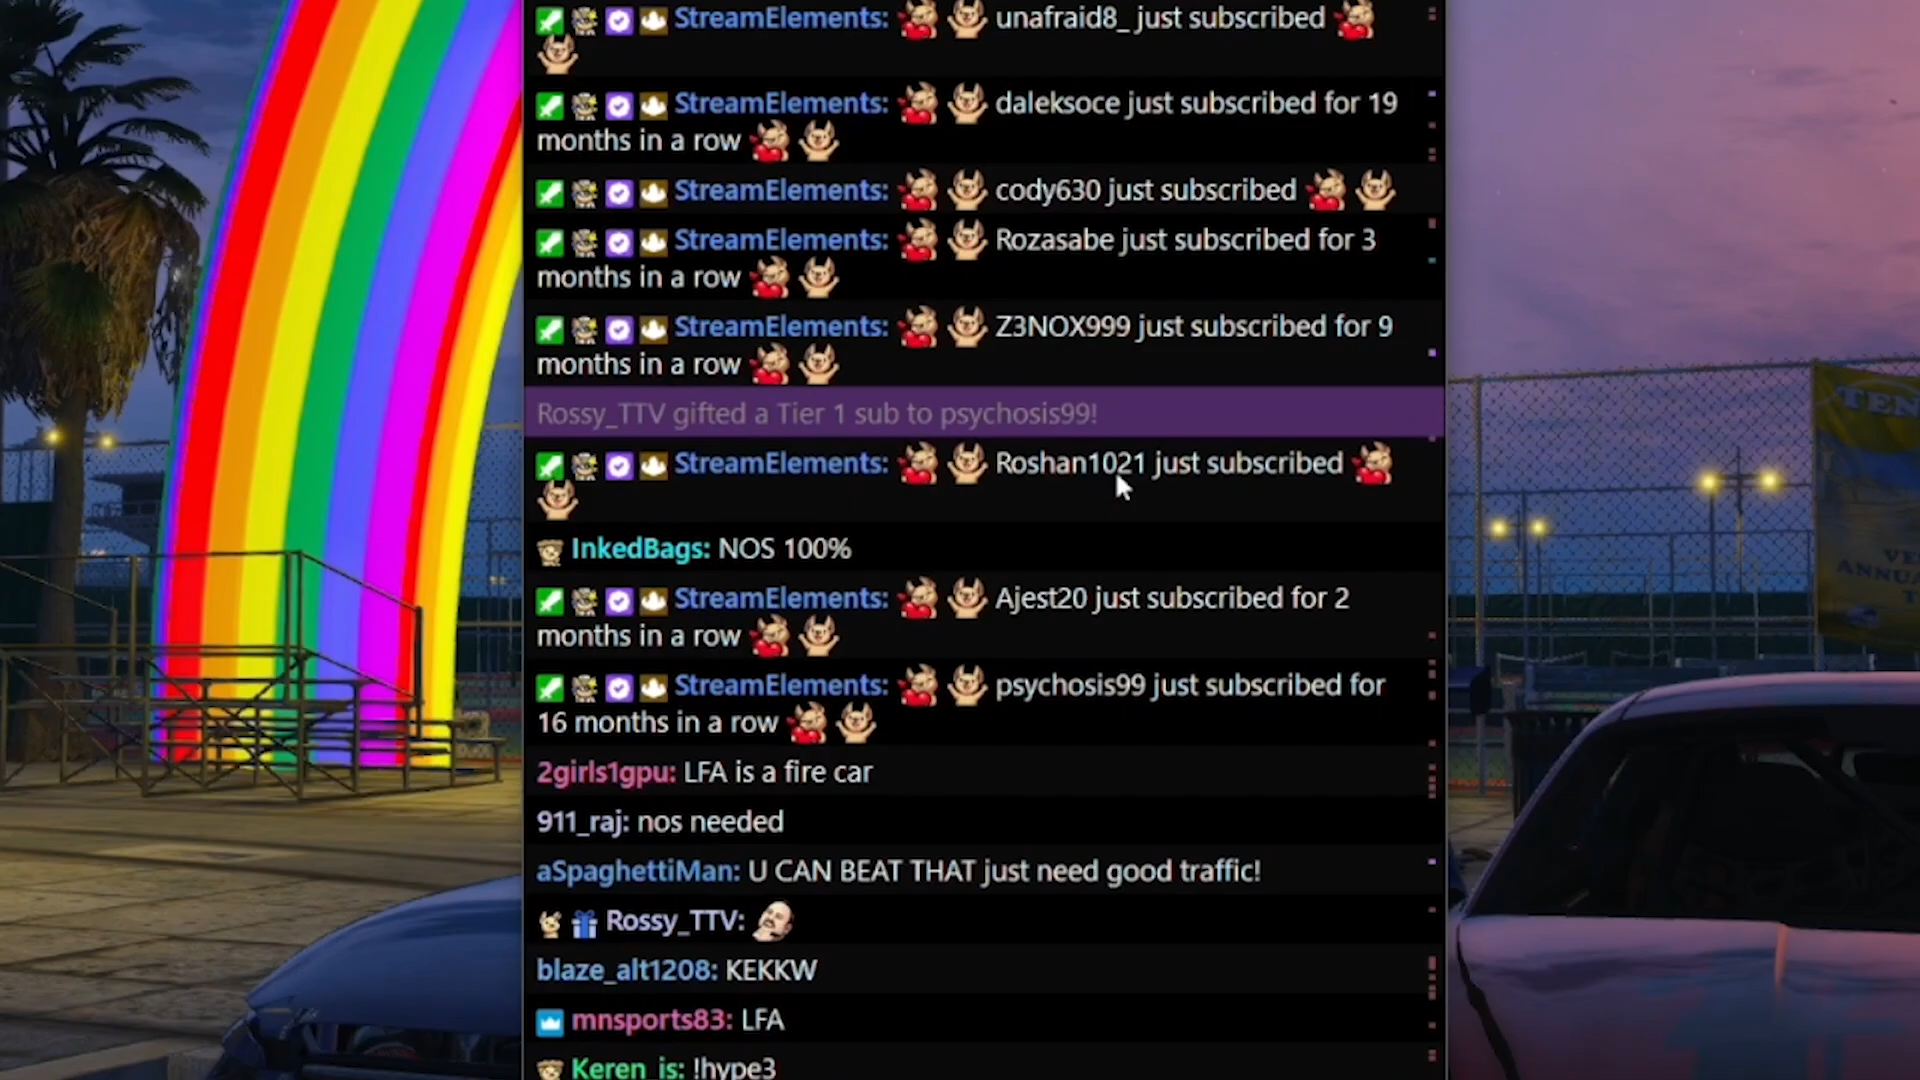 StreamElements: unafraid8_ just subscribed
StreamElements: daleksoce just subscribed for 19
months in a row
StreamElements: cody630 just subscribed
StreamElements: Rozasabe just subscribed for 3
months in a row
StreamElements: Z3NOX999 just subscribed for 9
months in a row
Rossy_TTV gifted a Tier 1 sub to psychosis99!
StreamElements: Roshan1021 just subscribed
InkedBags: NOS 100%
StreamElements: Ajest20 just subscribed for 2
months in a row
StreamElements: psychosis99 just subscribed for
16 months in a row
2girls1gpu: LFA is a fire car
911_raj: nos needed
aSpaghettiMan: U CAN BEAT THAT just need good traffic!
Rossy_TTV:
blaze_alt1208: KEKKW
mnsports83: LFA
Keren_is: !hype3
TEN
VE
ANNUA
T